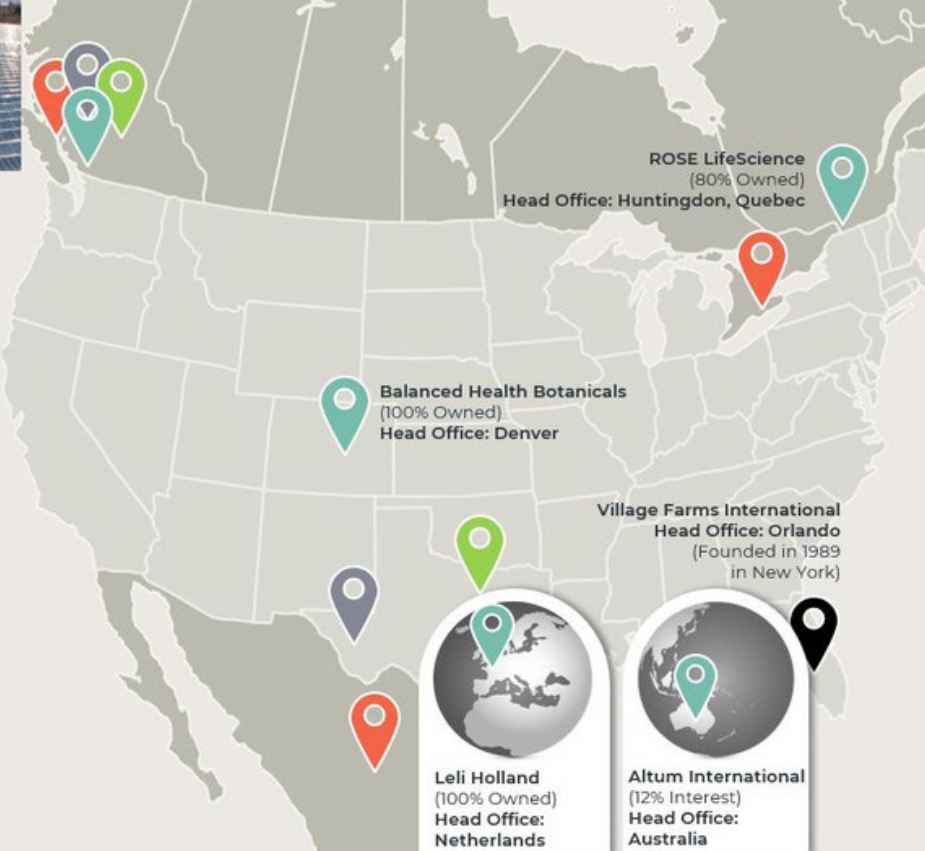 ROSE LifeScience
(80% Owned)
Head Office: Huntingdon, Quebec
Balanced Health Botanicals
(100% Owned)
Head Office: Denver
Village Farms International
Head Office: Orlando
(Founded in 1989
in New York)
Leli Holland
(100% Owned)
Head Office:
Netherlands
Altum International
(12% Interest)
Head Office:
Australia